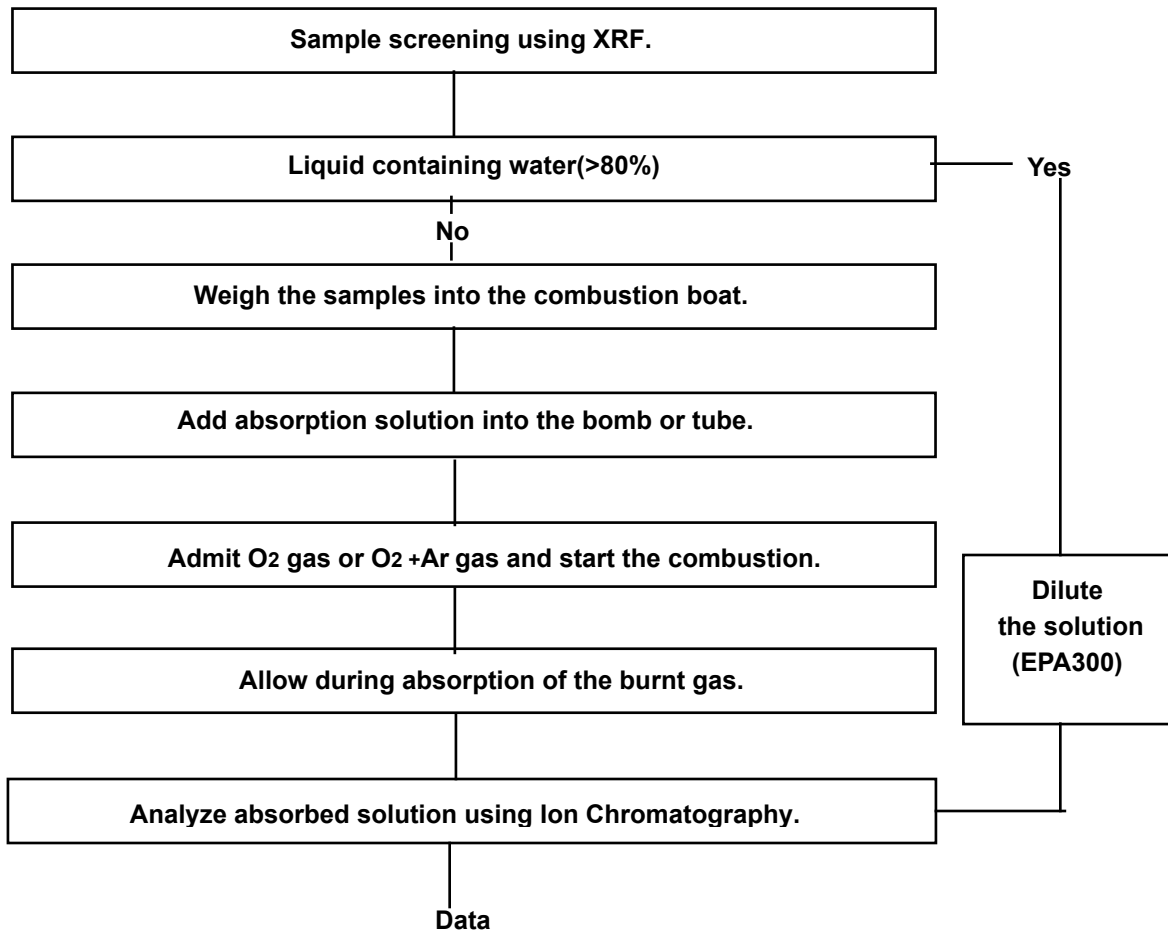 Sample screening using XRF.
Liquid containing water(>80%)
Yes
No
Weigh the samples into the combustion boat.
Add absorption solution into the bomb or tube.
Admit O2 gas or O2 +Ar gas and start the combustion.
Dilute
the solution
(EPA300)
Allow during absorption of the burnt gas.
Analyze absorbed solution using Ion Chromatography.
Data